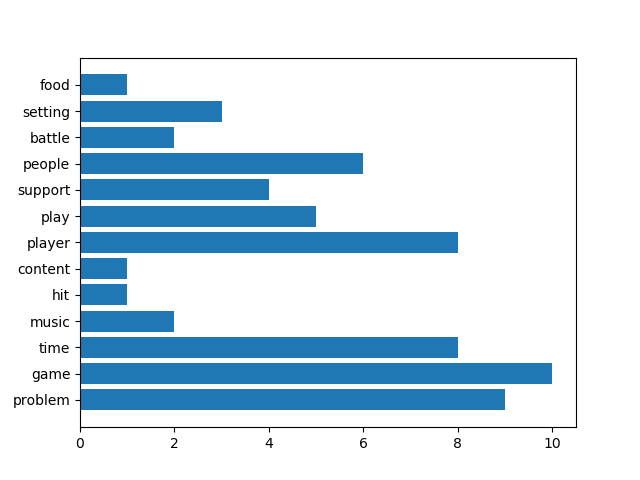 food
setting
battle
people
support
play
player
content
hit
music
time
game
problem
0 2 4 6 8 10